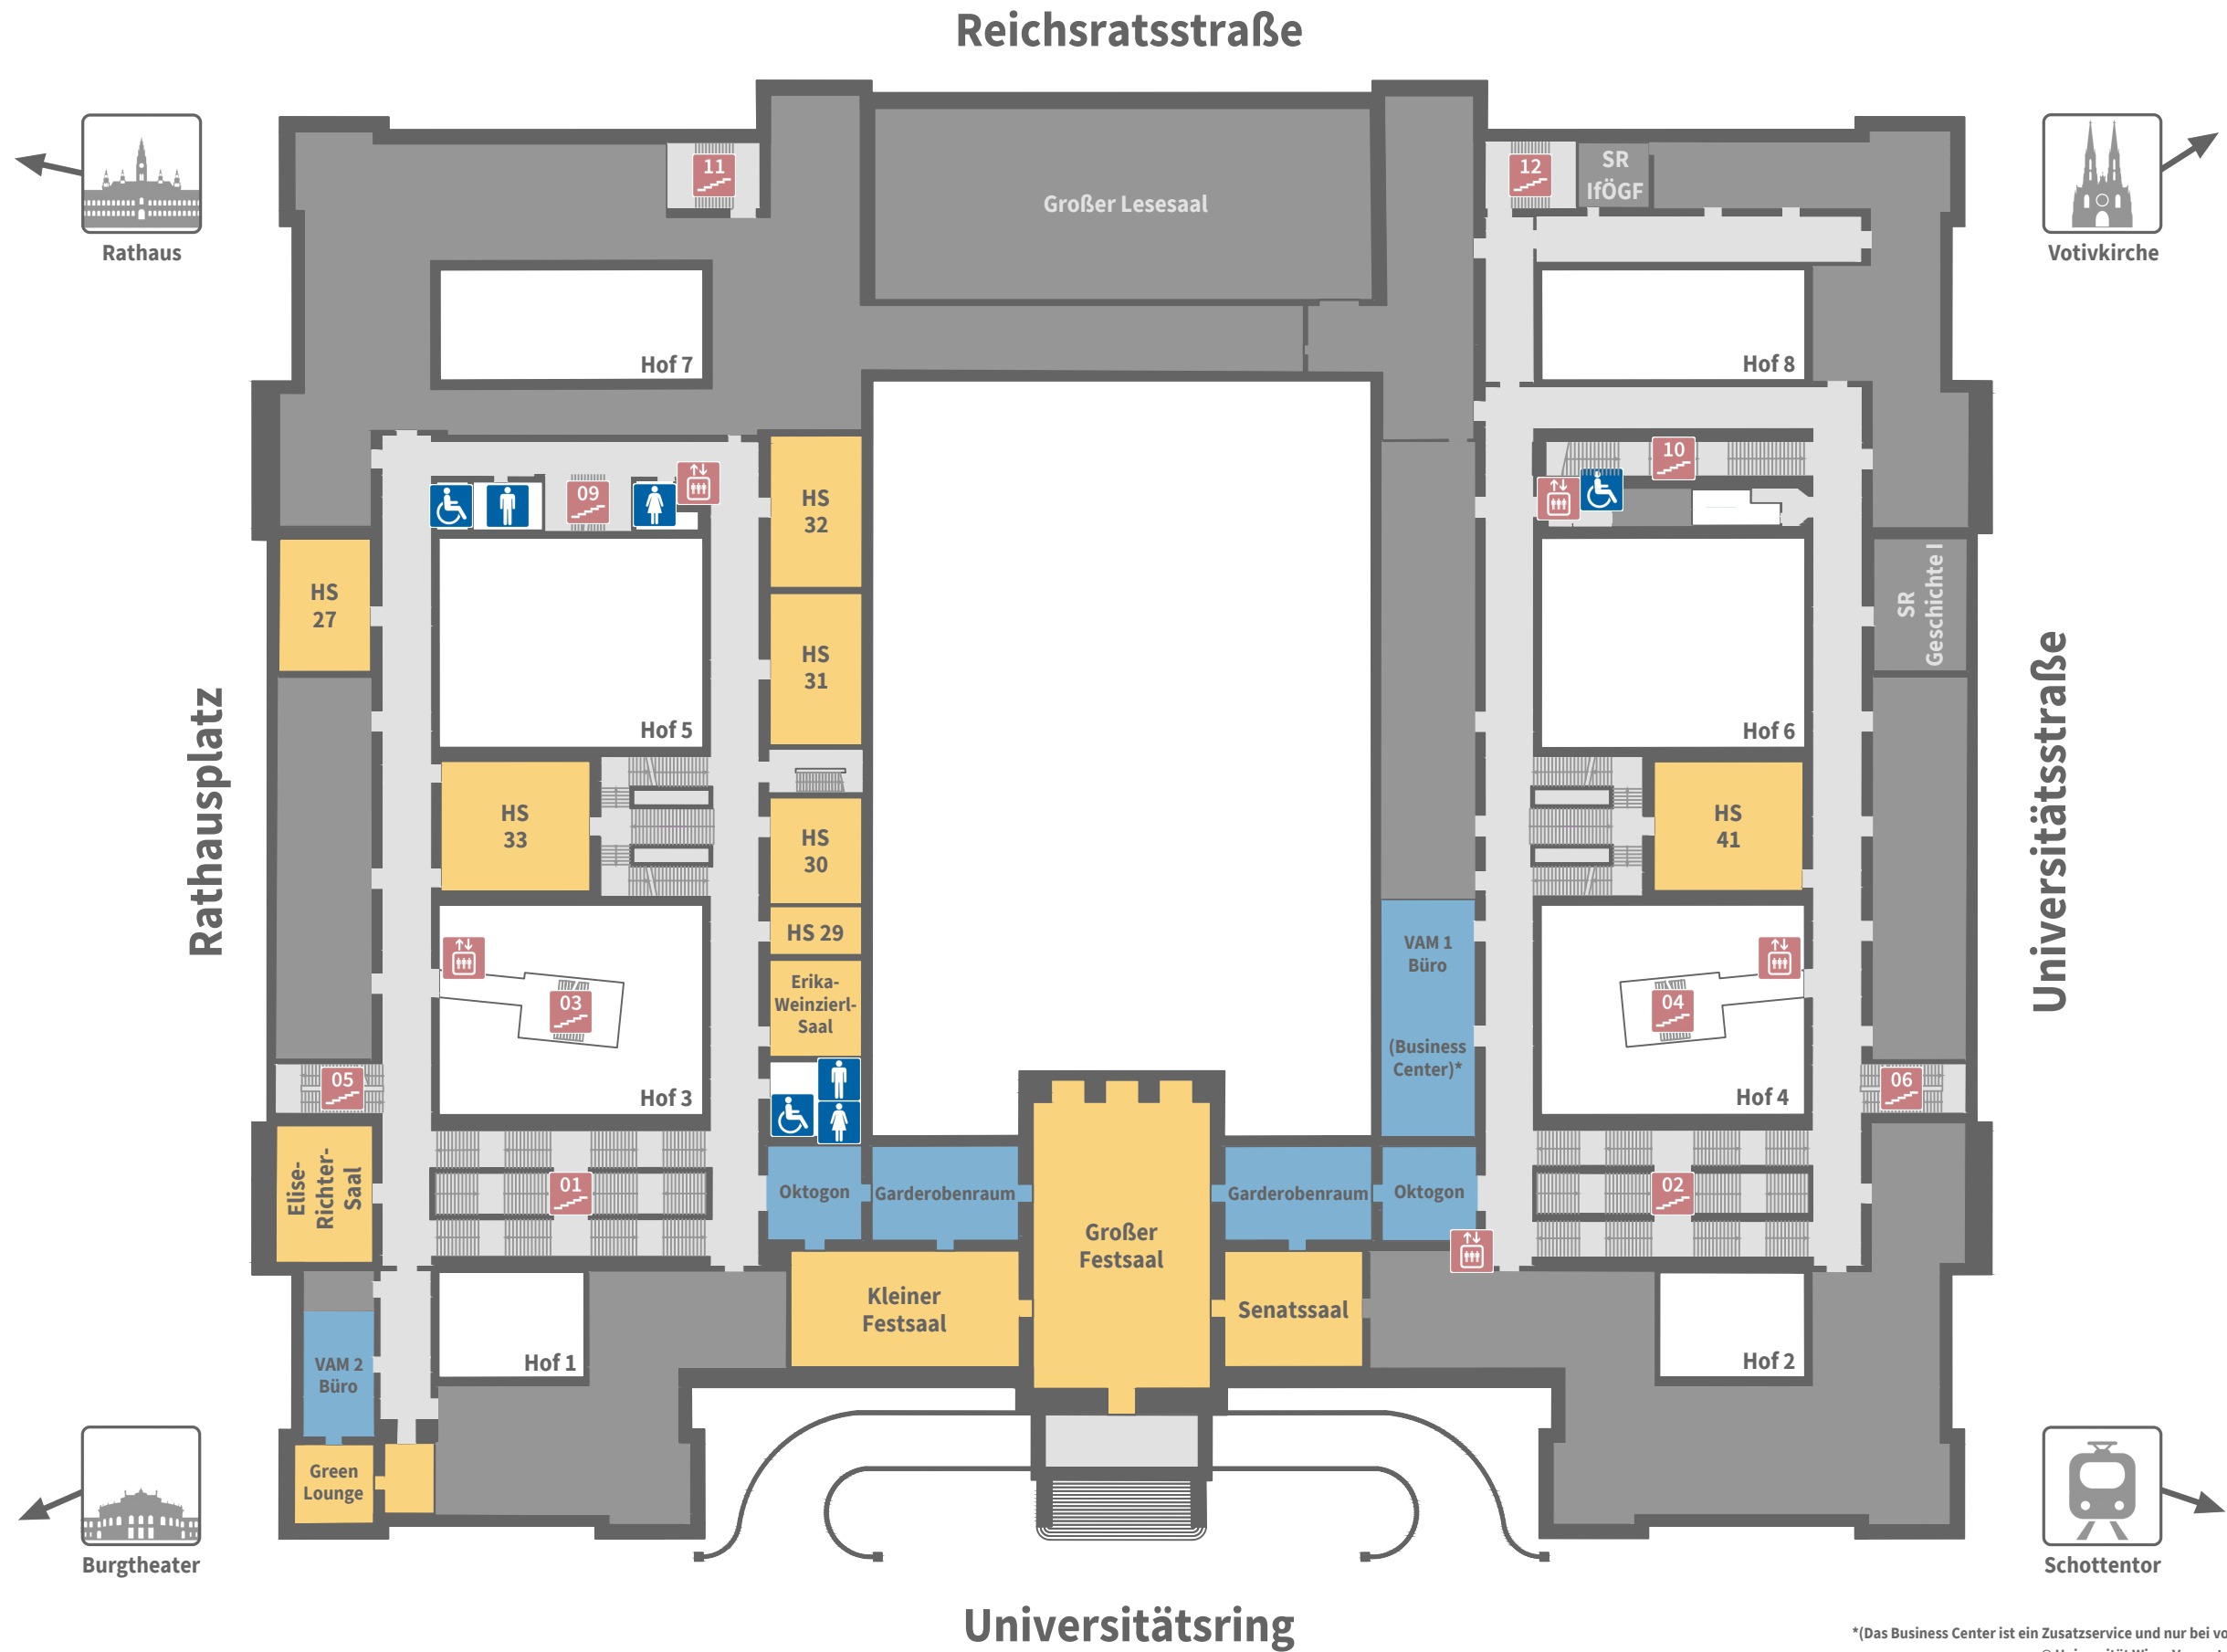 Reichsratsstraße
Rathaus
Votivkirche
11
Großer Lesesaal
12
SR
IfÖGF
Hof 7
Hof 8
09
HS
32
10
HS
27
HS
31
SR
Geschichte I
Hof 5
Hof 6
Rathausplatz
Universitätsstraße
HS
33
HS
30
HS
41
HS 29
VAM 1
Büro
(Business
Center)*
03
Erika-
Weinzierl-
Saal
04
05
Hof 3
Hof 4
06
Elise-
Richter-
Saal
01
Oktogon
Garderobenraum
Großer
Festsaal
Garderobenraum
Oktogon
02
Kleiner
Festsaal
Senatssaal
VAM 2
Büro
Hof 1
Hof 2
Green
Lounge
Burgtheater
Schottentor
Universitätsring
*(Das Business Center ist ein Zusatzservice und nur bei vo